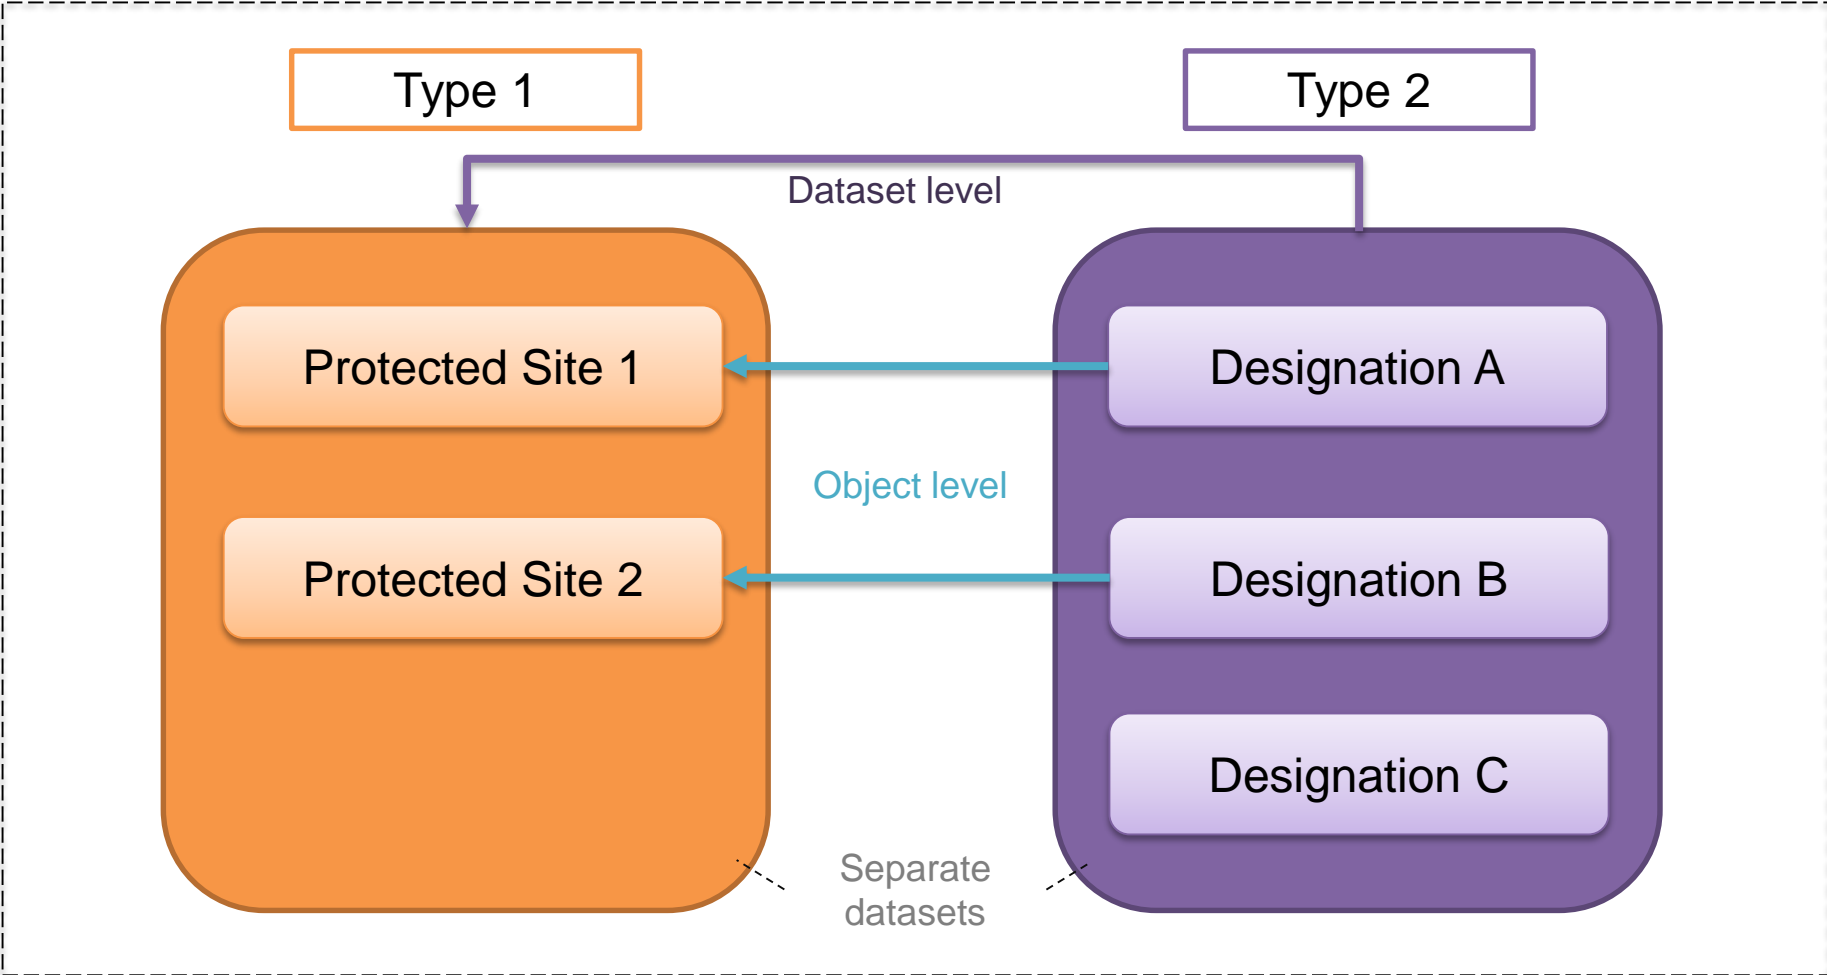 Type 1
Type 2
Dataset level
Protected Site 1
Designation A
Object level
Protected Site 2
Designation B
Designation C
Separate
datasets